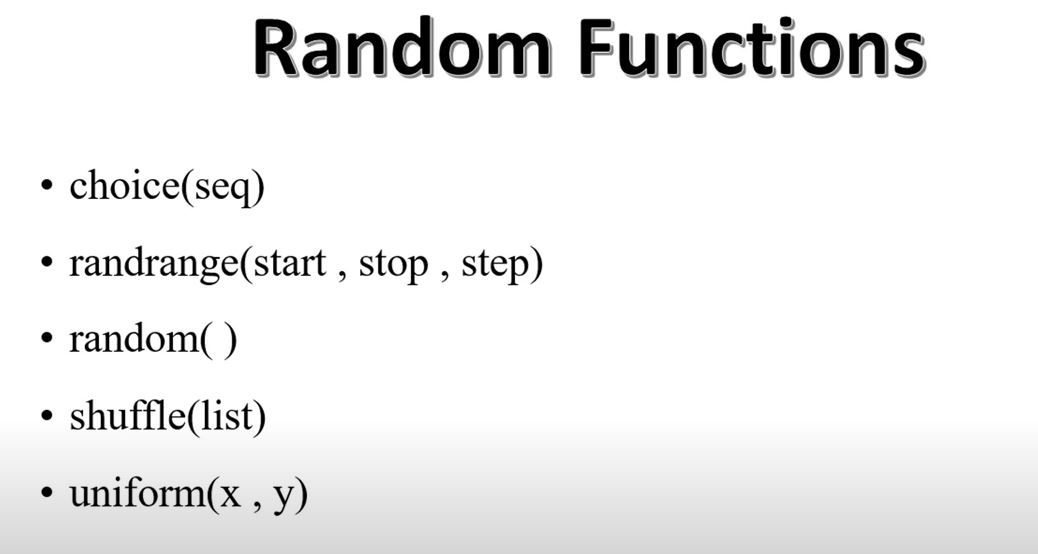 Random Functions
• choice(seq)
• randrange(start , stop , step)
• random( )
• shuffle(list)
• uniform(x , y)